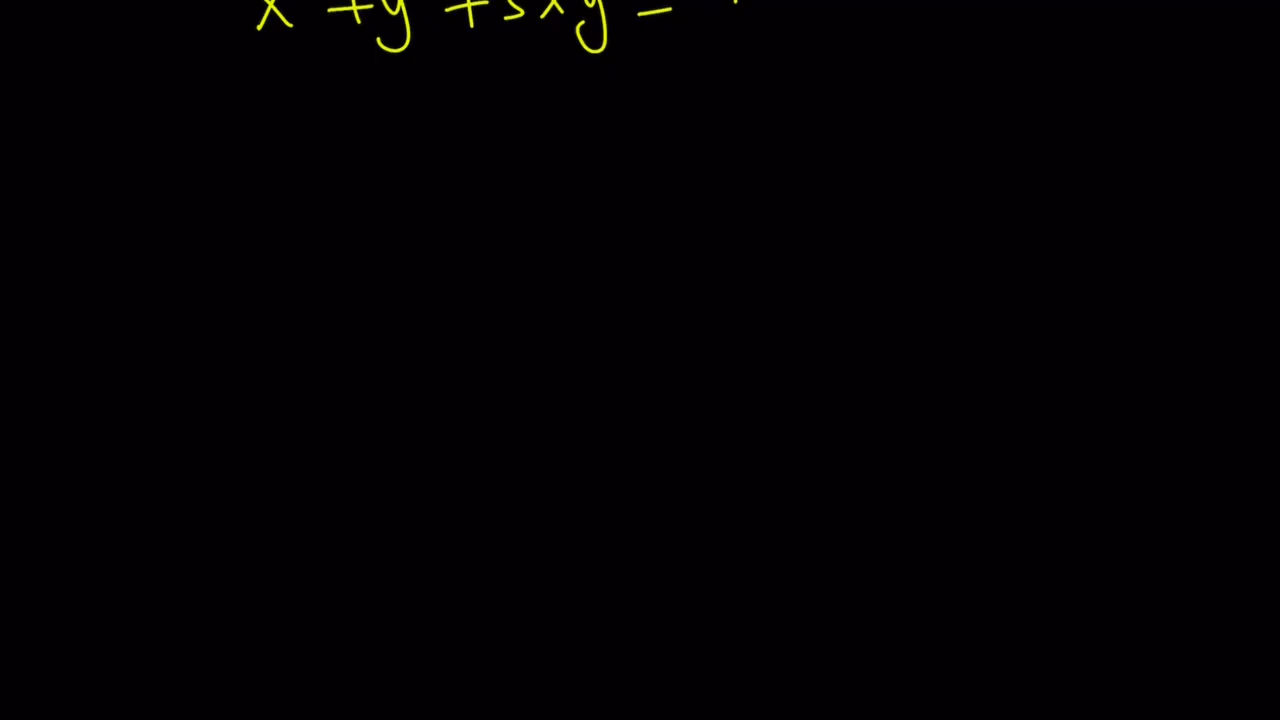 x + y + 3xy =